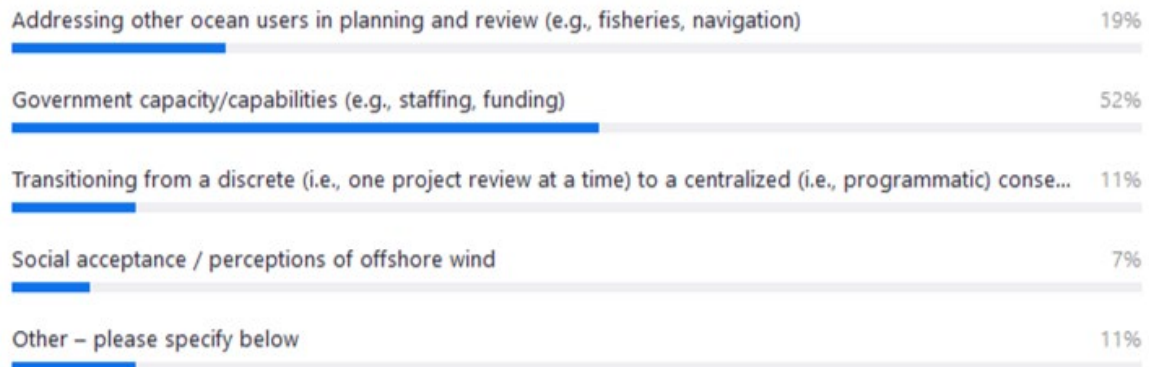 Addressing other ocean users in planning and review (e.g., fisheries, navigation) 19%
Government capacity/capabilities (e.g., staffing, funding) 52%
Transitioning from a discrete (i.e., one project review at a time) to a centralized (i.e., programmatic) conse... 11%
Social acceptance / perceptions of offshore wind 7%
Other – please specify below 11%